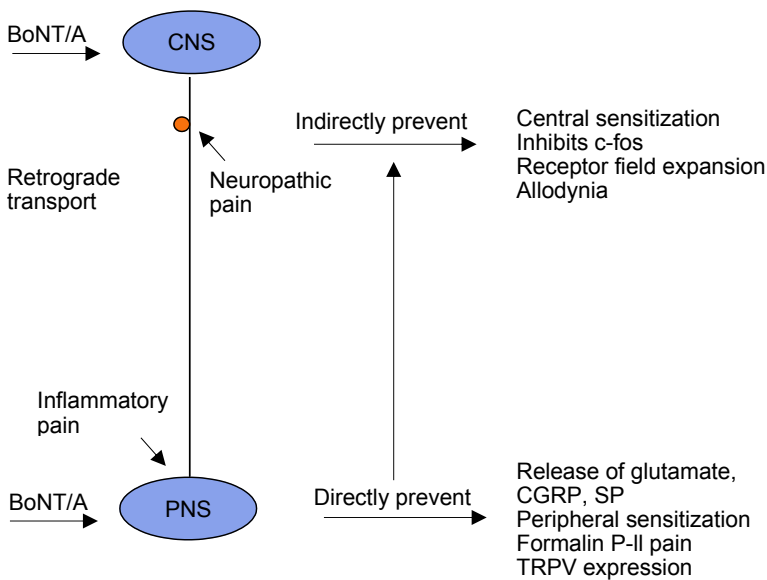 BoNT/A
CNS
Indirectly prevent
Central sensitization
Inhibits c-fos
Receptor field expansion
Allodynia
Retrograde
transport
Neuropathic
pain
Inflammatory
pain
BoNT/A
PNS
Directly prevent
Release of glutamate,
CGRP, SP
Peripheral sensitization
Formalin P-II pain
TRPV expression